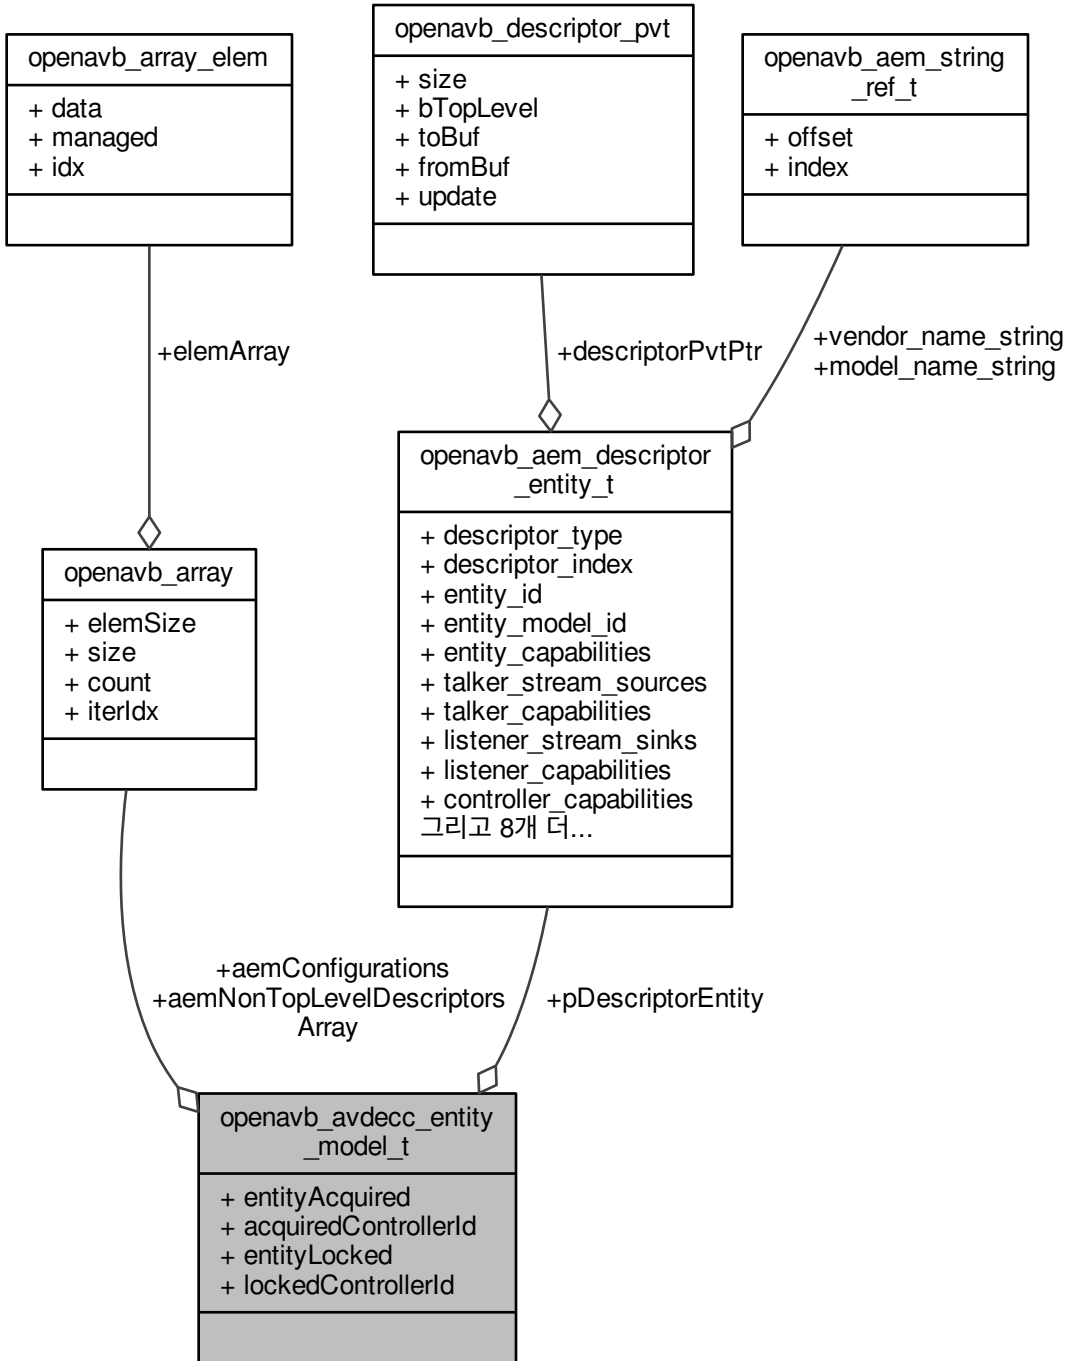 openavb_array_elem
+ data
+ managed
+ idx
openavb_descriptor_pvt
+ size
+ bTopLevel
+ toBuf
+ fromBuf
+ update
openavb_aem_string
_ref_t
+ offset
+ index
+elemArray
+descriptorPvtPtr
+vendor_name_string
+model_name_string
openavb_array
+ elemSize
+ size
+ count
+ iterIdx
openavb_aem_descriptor
_entity_t
+ descriptor_type
+ descriptor_index
+ entity_id
+ entity_model_id
+ entity_capabilities
+ talker_stream_sources
+ talker_capabilities
+ listener_stream_sinks
+ listener_capabilities
+ controller_capabilities
그리고 8개 더...
+aemConfigurations
+aemNonTopLevelDescriptors
Array
+pDescriptorEntity
openavb_avdecc_entity
_model_t
+ entityAcquired
+ acquiredControllerId
+ entityLocked
+ lockedControllerId